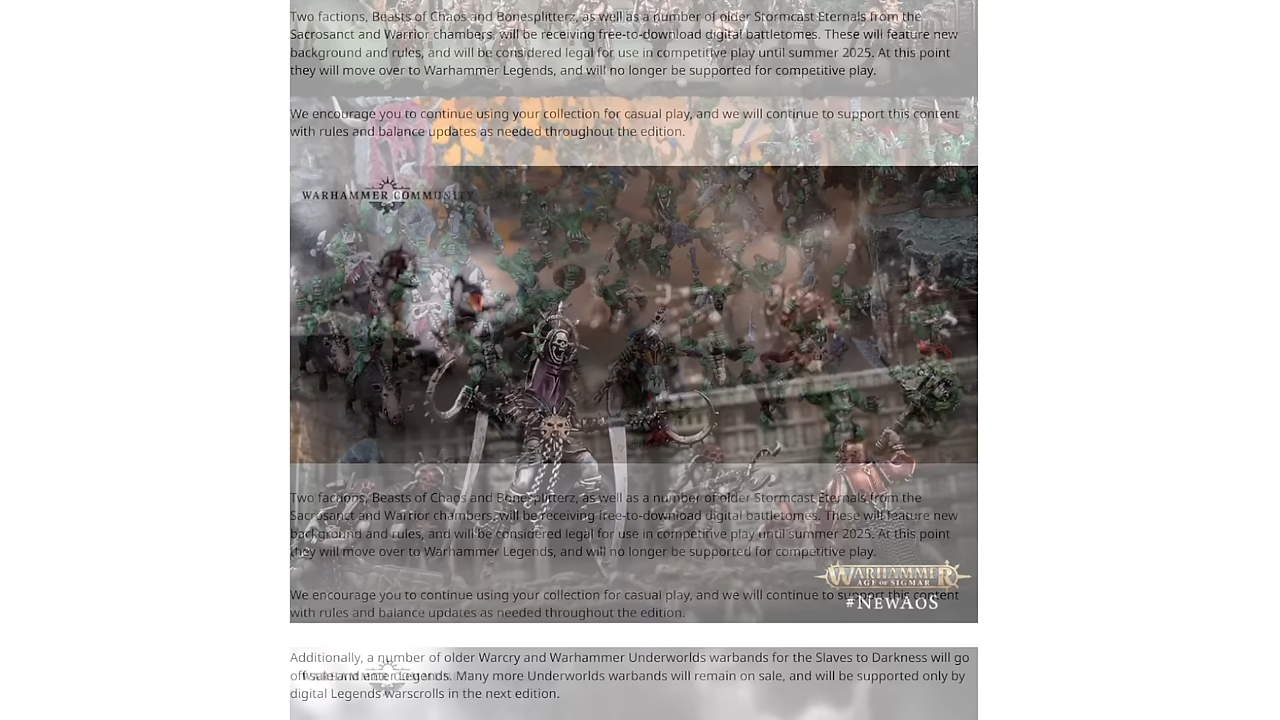 Two factions, Beasts of Chaos and Bonesplitterz, as well as a number of older Stormcast Eternals from the
Sacrosanct and Warrior chambers, will be receiving free-to-download digital battletomes. These will feature new
background and rules, and will be considered legal for use in competitive play until summer 2025. At this point
they will move over to Warhammer Legends, and will no longer be supported for competitive play.
We encourage you to continue using your collection for casual play, and we will continue to support this content
with rules and balance updates as needed throughout the edition.
WARHAMMER COMMUNITY
Two factions, Beasts of Chaos and Bonesplitterz, as well as a number of older Stormcast Eternals from the
Sacrosanct and Warrior chambers, will be receiving free-to-download digital battletomes. These will feature new
background and rules, and will be considered legal for use in competitive play until summer 2025. At this point
they will move over to Warhammer Legends, and will no longer be supported for competitive play.
WARHAMMER
AGE OF SIGMAR
We encourage you to continue using your collection for casual play, and we will continue to support this content
#NEWAOS
with rules and balance updates as needed throughout the edition.
Additionally, a number of older Warcry and Warhammer Underworlds warbands for the Slaves to Darkness will go
off sale and enter Legends. Many more Underworlds warbands will remain on sale, and will be supported only by
digital Legends warscrolls in the next edition.